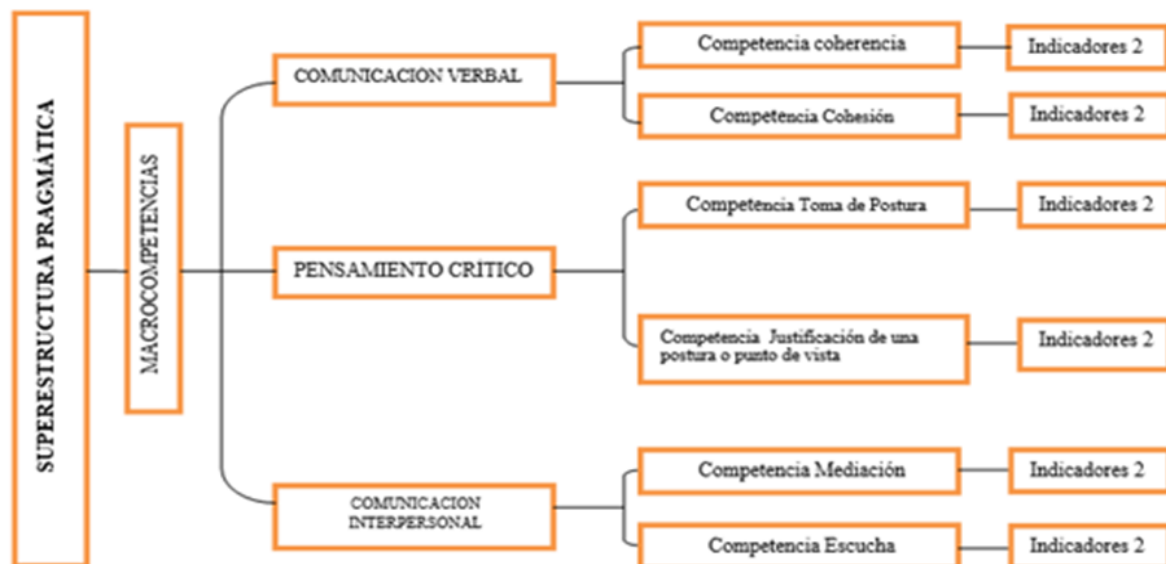 SUPERESTRUCTURA PRAGMÁTICA
MACROCOMPETENCIAS
COMUNICACION VERBAL
Competencia coherencia
Indicadores 2
Competencia Cohesión
Indicadores 2
PENSAMIENTO CRÍTICO
Competencia Toma de Postura
Indicadores 2
Competencia Justificación de una
postura o punto de vista
Indicadores 2
COMUNICACION
INTERPERSONAL
Competencia Mediación
Indicadores 2
Competencia Escucha
Indicadores 2